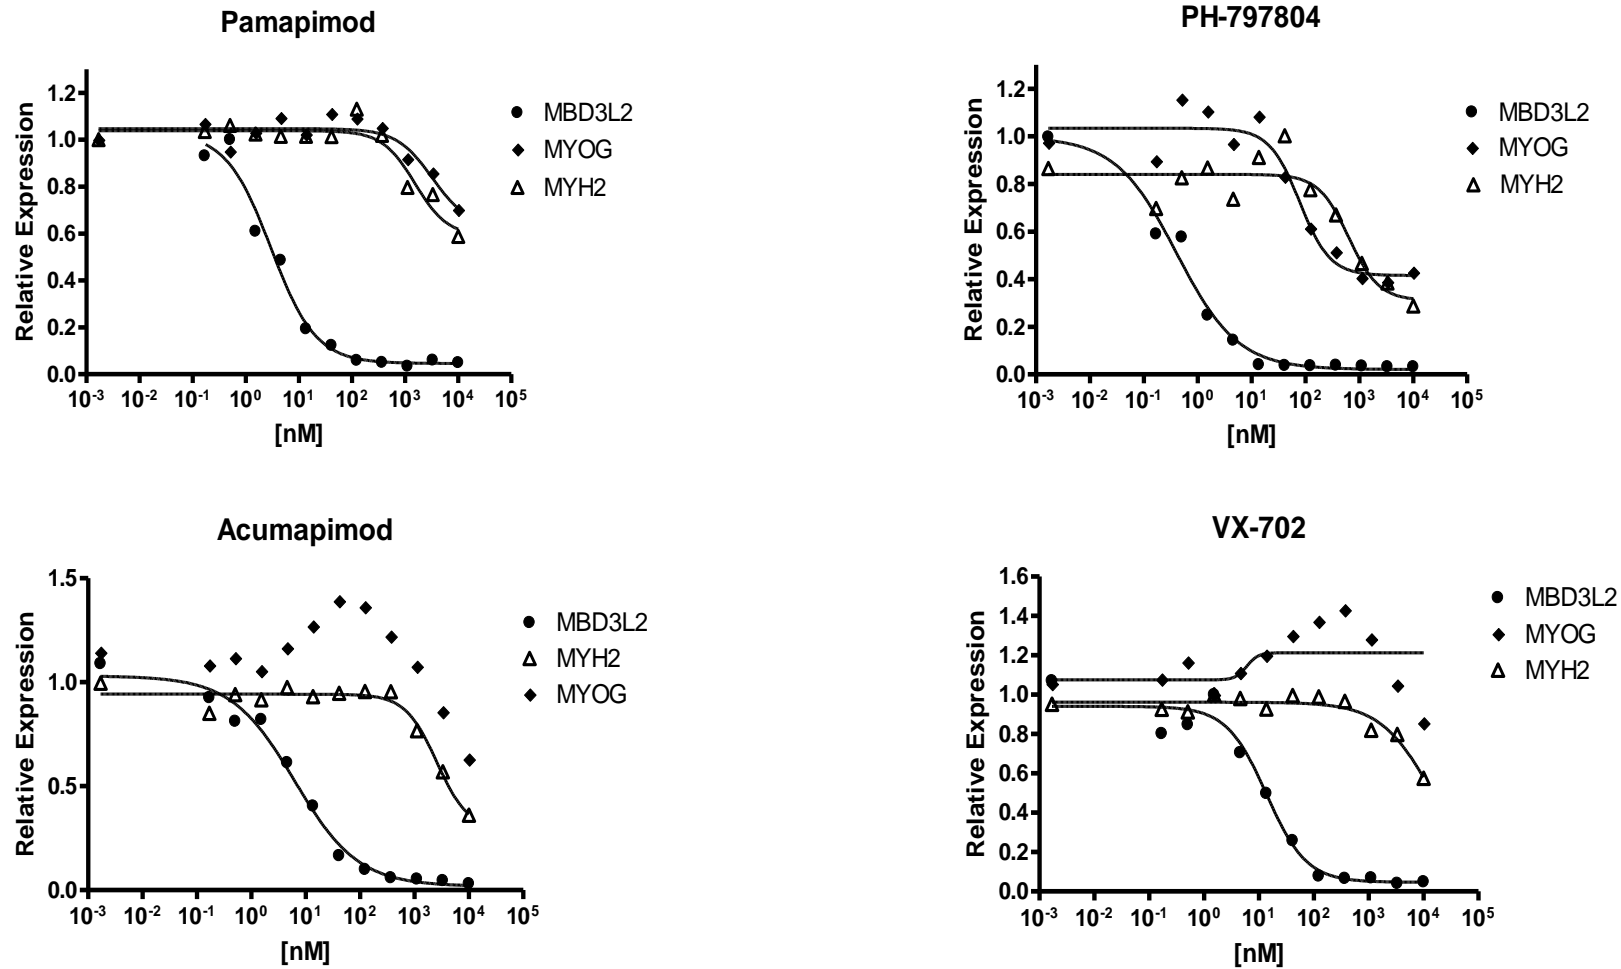 Pamapimod
Relative Expression
1.2
1.0
0.8
0.6
0.4
0.2
0.0
10⁻³ 10⁻² 10⁻¹ 10⁰ 10¹ 10² 10³ 10⁴ 10⁵
[nM]
MBD3L2
MYOG
MYH2
PH-797804
Relative Expression
1.2
1.0
0.8
0.6
0.4
0.2
0.0
10⁻³ 10⁻² 10⁻¹ 10⁰ 10¹ 10² 10³ 10⁴ 10⁵
[nM]
MBD3L2
MYOG
MYH2
Acumapimod
Relative Expression
1.5
1.0
0.5
0.0
10⁻³ 10⁻² 10⁻¹ 10⁰ 10¹ 10² 10³ 10⁴ 10⁵
[nM]
MBD3L2
MYH2
MYOG
VX-702
Relative Expression
1.6
1.4
1.2
1.0
0.8
0.6
0.4
0.2
0.0
10⁻³ 10⁻² 10⁻¹ 10⁰ 10¹ 10² 10³ 10⁴ 10⁵
[nM]
MBD3L2
MYOG
MYH2